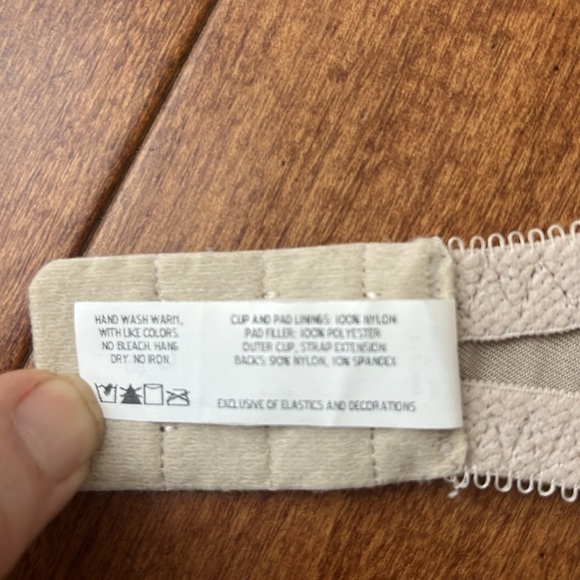 HAND WASH WARM,
WITH LIKE COLORS.
NO BLEACH. HANG
DRY. NO IRON.
CUP AND PAD LININGS: 100% NYLON
PAD FILLER: 100% POLYESTER
OUTER CUP, STRAP EXTENSION
BACKS: 90% NYLON, 10% SPANDEX
EXCLUSIVE OF ELASTICS AND DECORATIONS